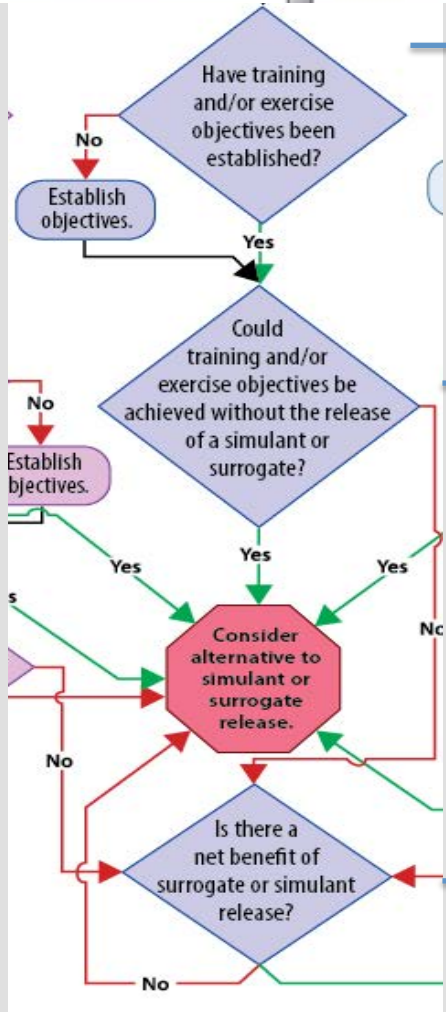 Have training
and/or exercise
objectives been
established?
No
Establish
objectives.
Yes
Could
training and/or
exercise objectives be
achieved without the release
of a simulant or
surrogate?
No
Establish
bjectives.
Yes
Yes
Yes
s
No
Consider
alternative to
simulant or
surrogate
release.
No
Is there a
net benefit of
surrogate or simulant
release?
No